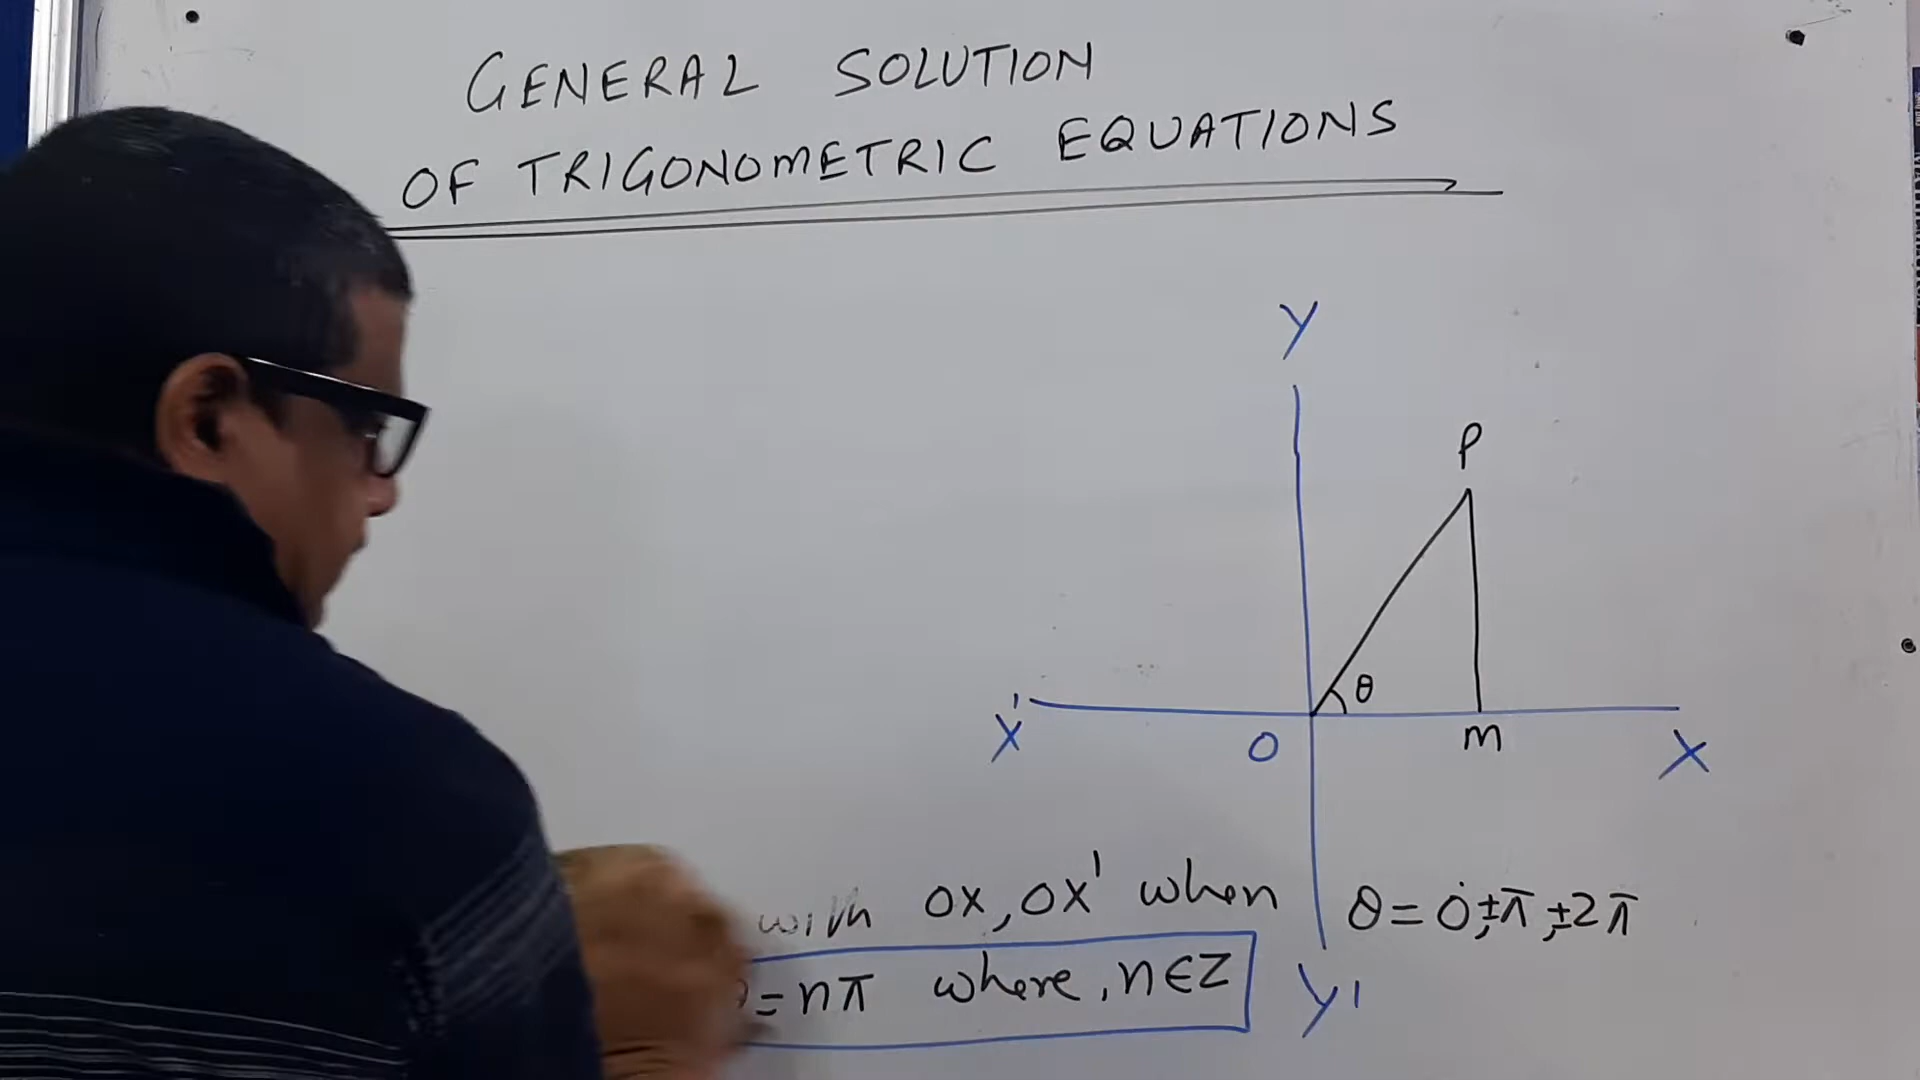 GENERAL SOLUTION
OF TRIGONOMETRIC EQUATIONS
Y
P
θ
X'
O
M
X
with OX, OX' when θ = 0, ±π, ±2π
= nπ where, n∈Z
Y'